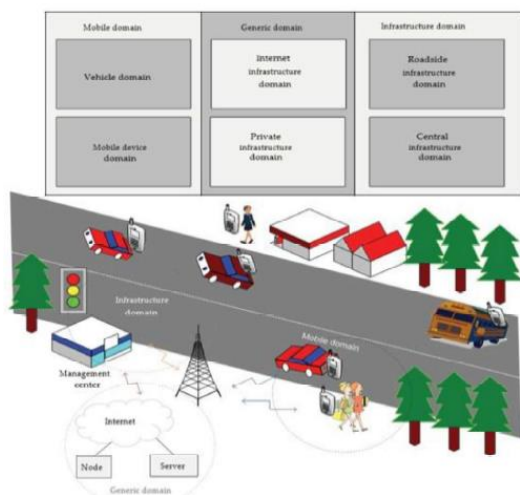 Mobile domain
Generic domain
Infrastructure domain
Vehicle domain
Internet
infrastructure
domain
Roadside
infrastructure
domain
Mobile device
domain
Private
infrastructure
domain
Central
infrastructure
domain
Infrastructure
domain
Mobile domain
Management
center
Internet
Node
Server
Generic domain